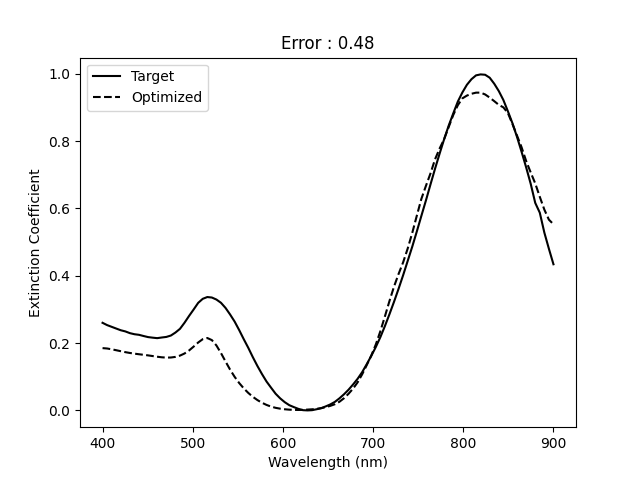 Error : 0.48
Target
Optimized
Extinction Coefficient
1.0
0.8
0.6
0.4
0.2
0.0
400 500 600 700 800 900
Wavelength (nm)